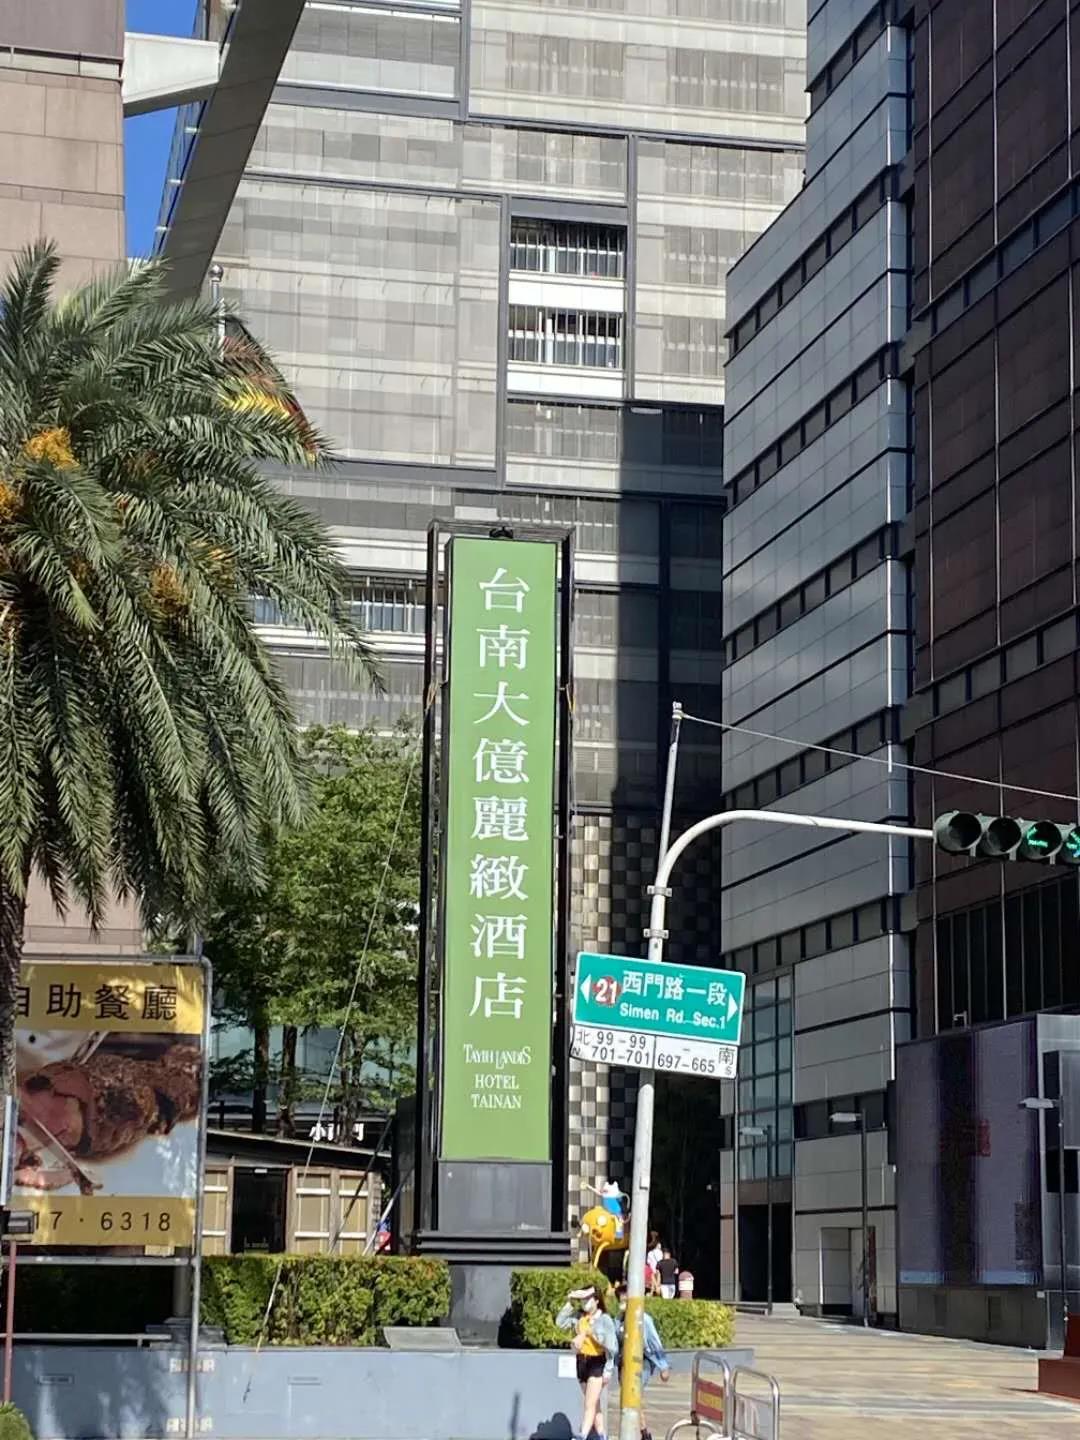 台南大億麗緻酒店
TAYIH LANDIS
HOTEL
TAINAN
21 西門路一段
Simen Rd. Sec.1
北 99-99
N 701-701
697-665 南
S
自助餐廳
17·6318